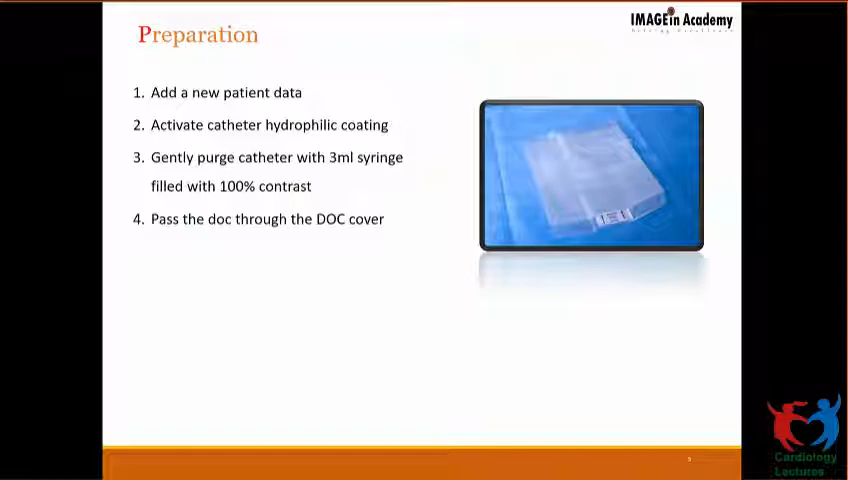 IMAGEin Academy
Preparation
1. Add a new patient data
2. Activate catheter hydrophilic coating
3. Gently purge catheter with 3ml syringe
filled with 100% contrast
4. Pass the doc through the DOC cover
Cardiology
Lectures